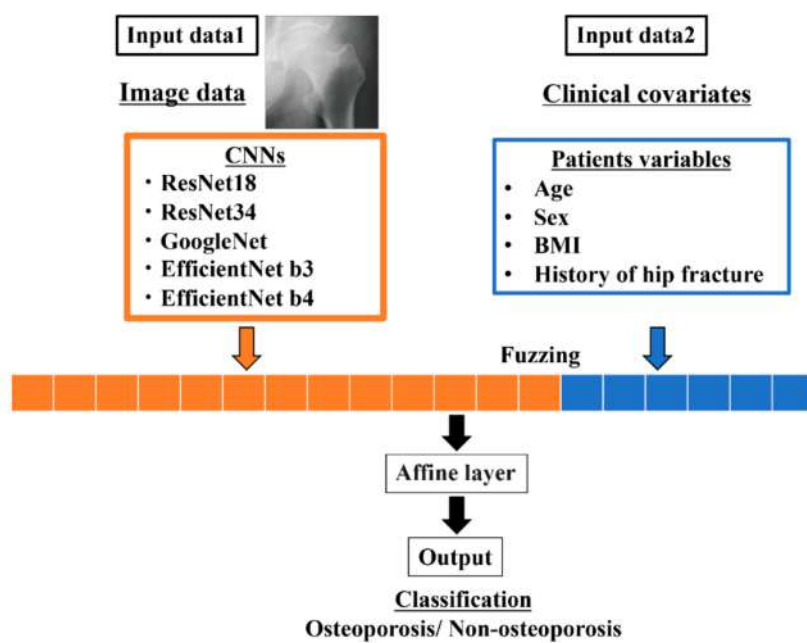 Input data1
Image data
CNNs
・ResNet18
・ResNet34
・GoogleNet
・EfficientNet b3
・EfficientNet b4
Input data2
Clinical covariates
Patients variables
• Age
• Sex
• BMI
• History of hip fracture
Fuzzing
Affine layer
Output
Classification
Osteoporosis/ Non-osteoporosis